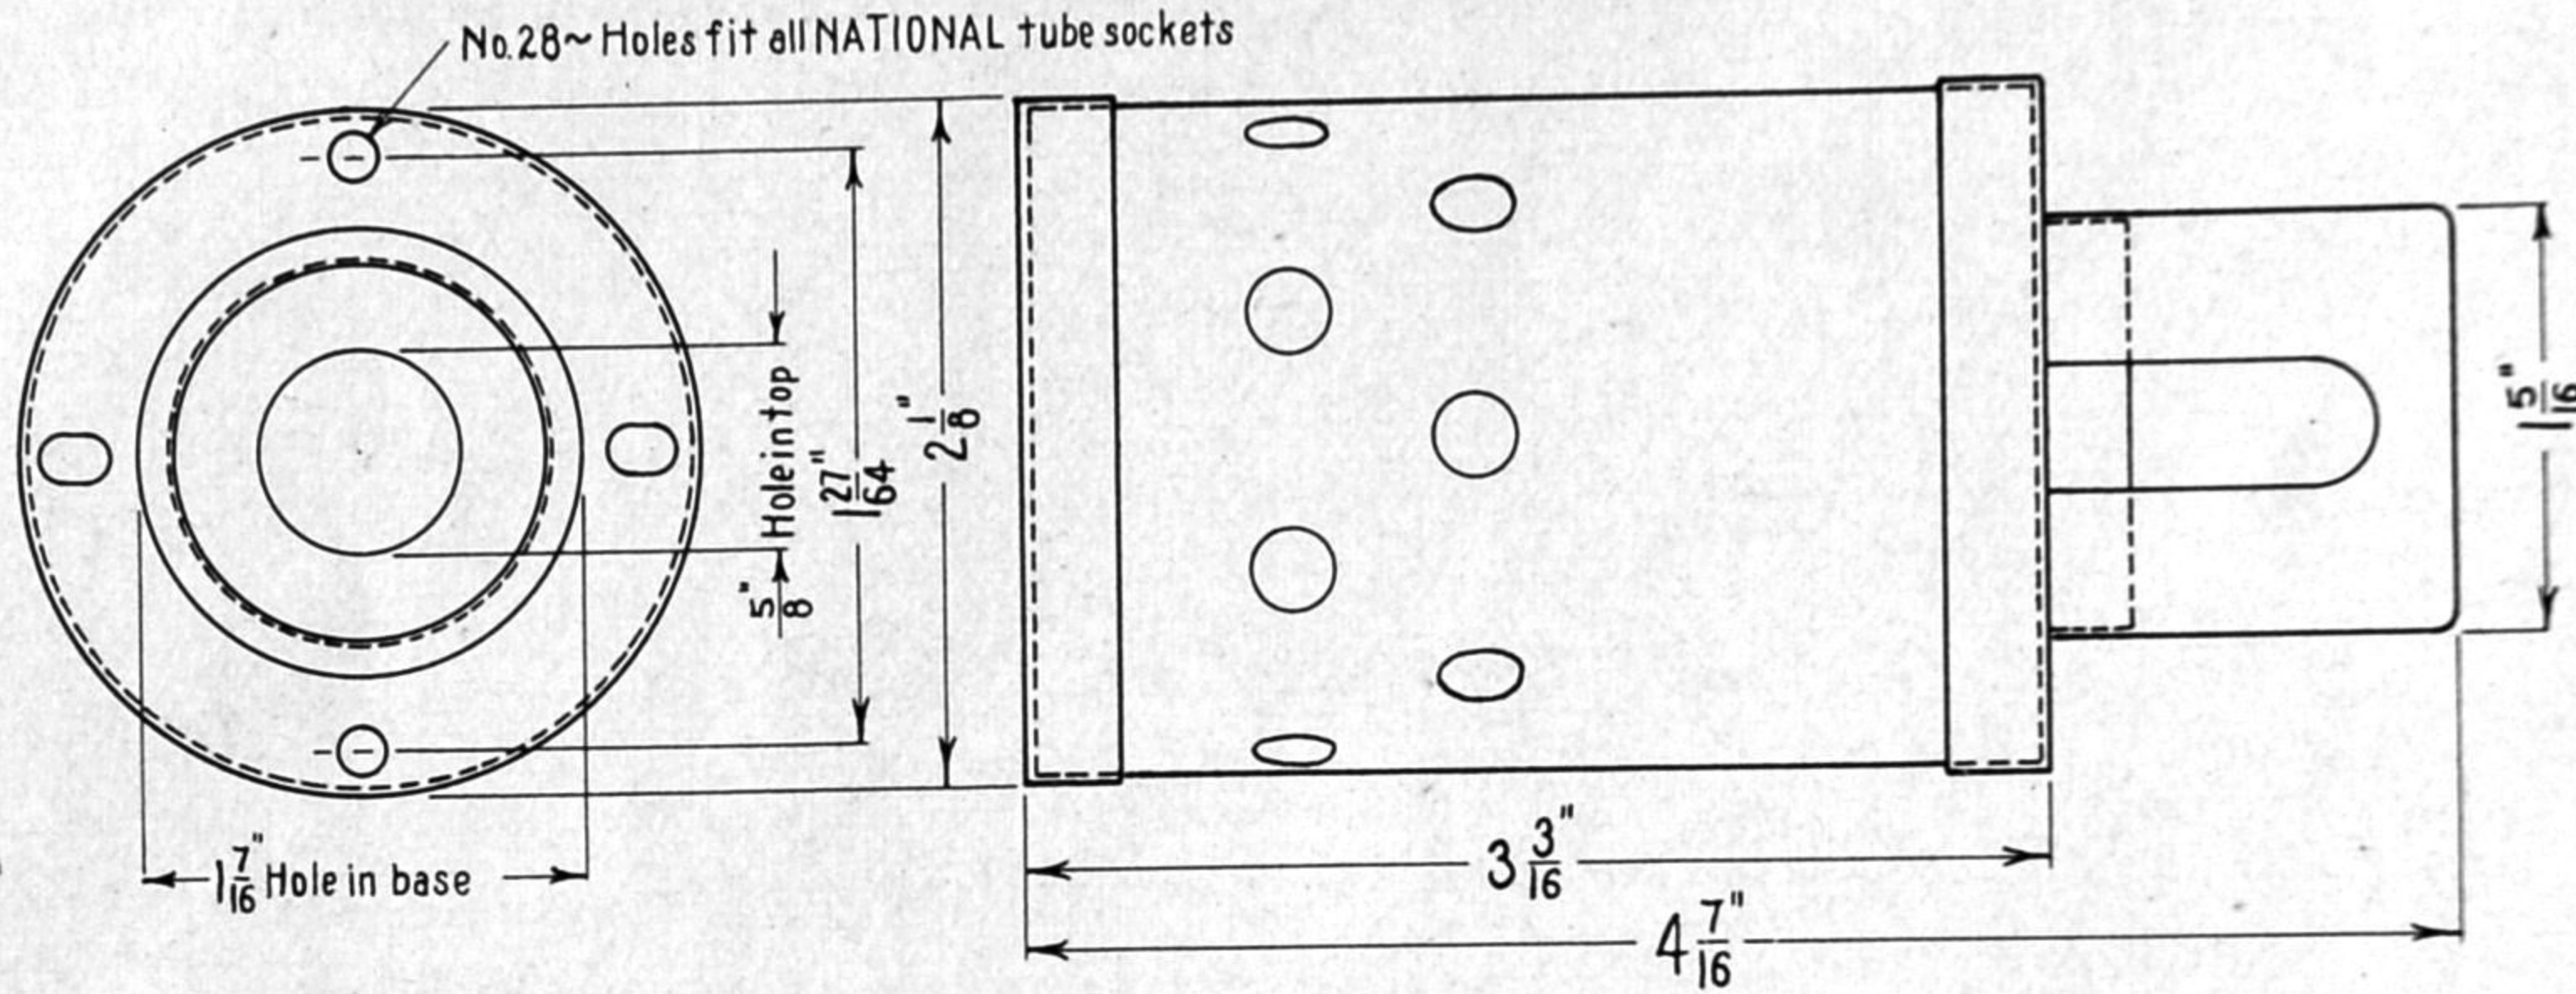 No. 28~ Holes fit all NATIONAL tube sockets
5/8" Hole in top
1 27/64"
2 1/8"
1 5/16"
1 7/16" Hole in base
3 3/16"
4 7/16"